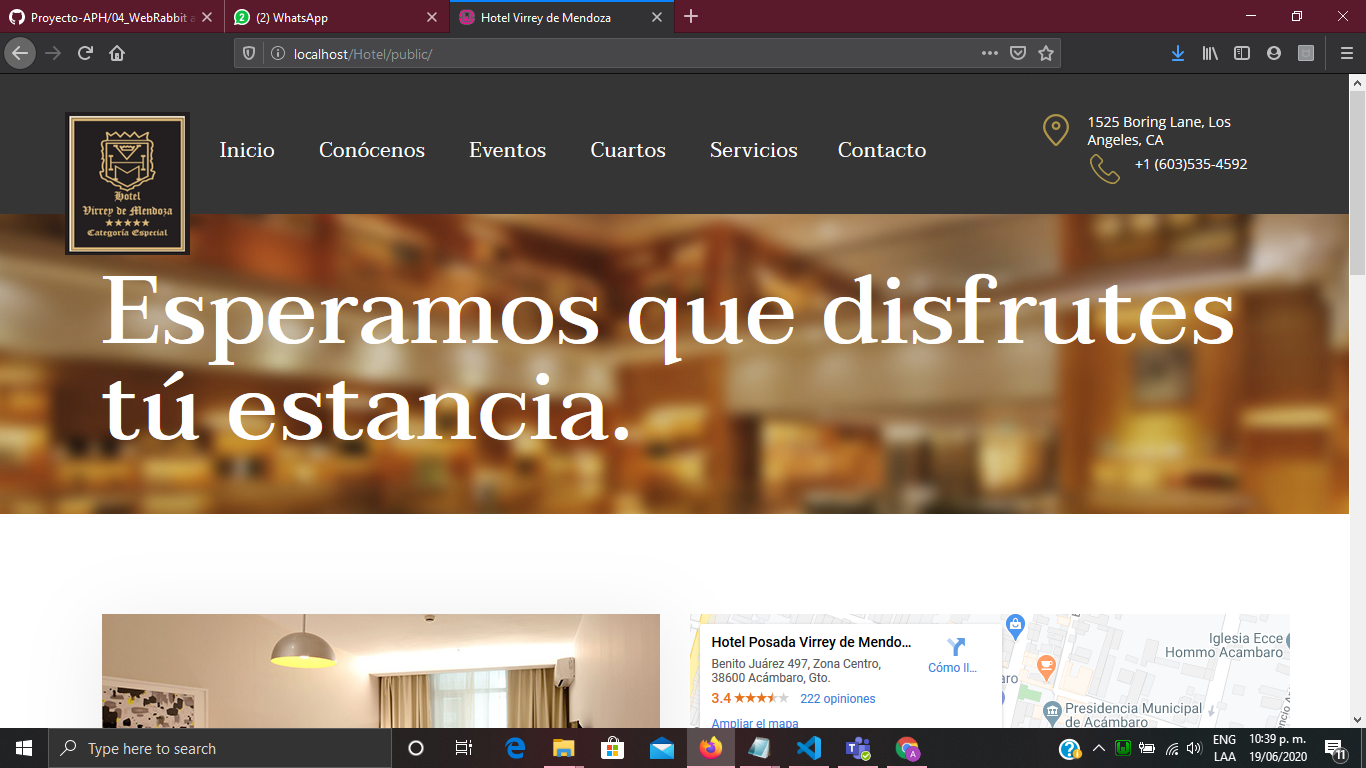 Proyecto-APH/04_WebRabbit a
(2) WhatsApp
Hotel Virrey de Mendoza
localhost/Hotel/public/
Hotel
Virrey de Mendoza
Categoría Especial
Inicio
Conócenos
Eventos
Cuartos
Servicios
Contacto
1525 Boring Lane, Los
Angeles, CA
+1 (603)535-4592
Esperamos que disfrutes
tú estancia.
Hotel Posada Virrey de Mendo...
Benito Juárez 497, Zona Centro,
38600 Acámbaro, Gto.
3.4
222 opiniones
Ampliar el mapa
Cómo ll...
Iglesia Ecce
Hommo Acambaro
Presidencia Municipal
de Acámbaro
Type here to search
ENG
LAA
10:39 p. m.
19/06/2020
11